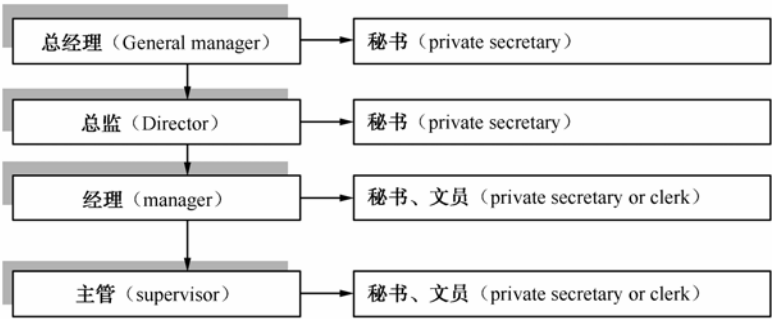 总经理（General manager）
秘书（private secretary）
总监（Director）
秘书（private secretary）
经理（manager）
秘书、文员（private secretary or clerk）
主管（supervisor）
秘书、文员（private secretary or clerk）